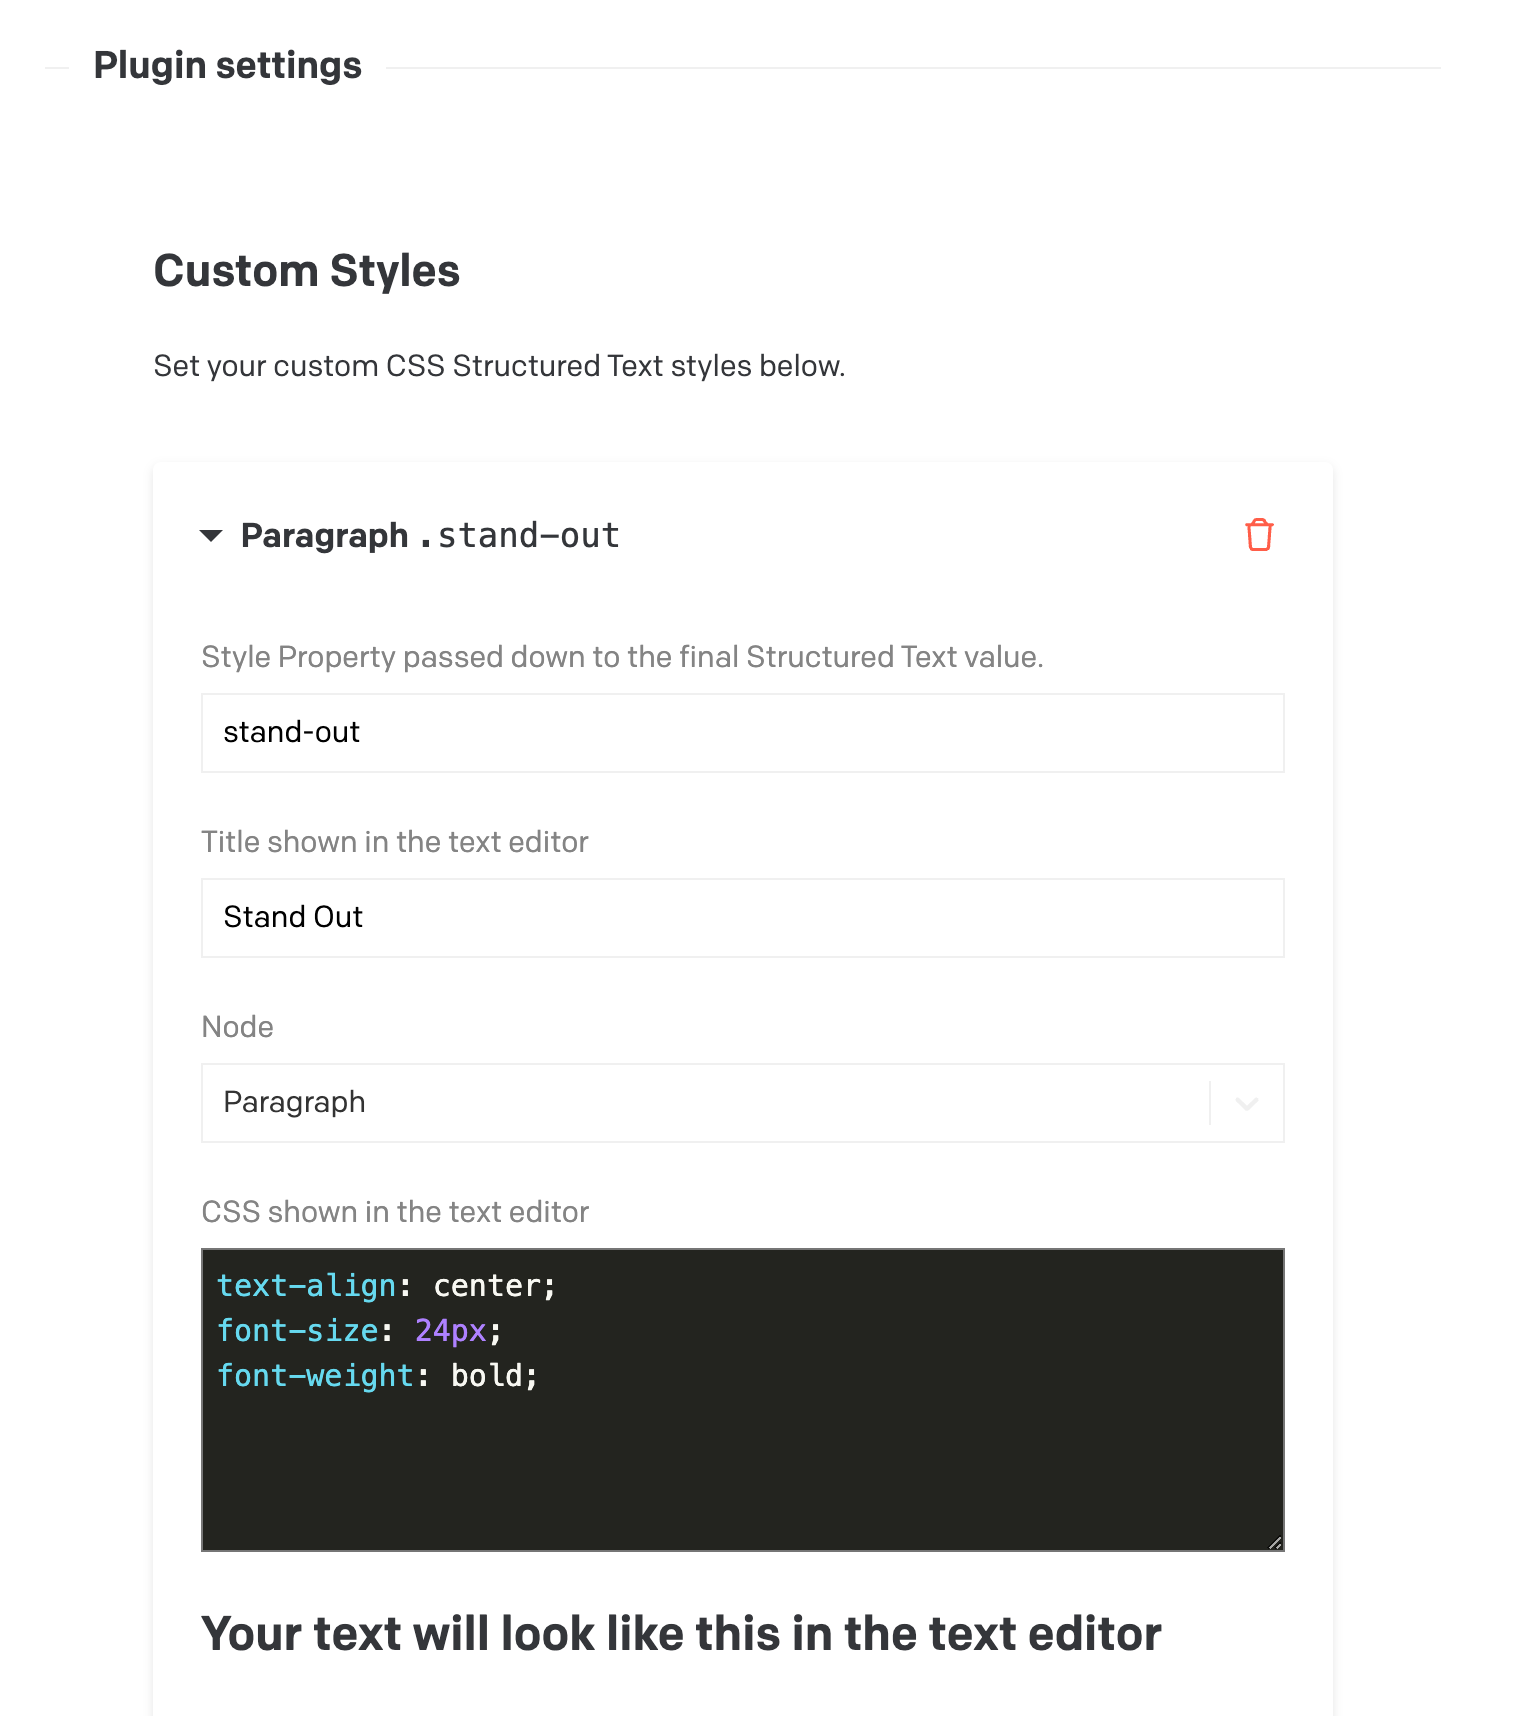 Plugin settings
Custom Styles
Set your custom CSS Structured Text styles below.
Paragraph .stand-out
Style Property passed down to the final Structured Text value.
stand-out
Title shown in the text editor
Stand Out
Node
Paragraph
CSS shown in the text editor
text-align: center;
font-size: 24px;
font-weight: bold;
Your text will look like this in the text editor